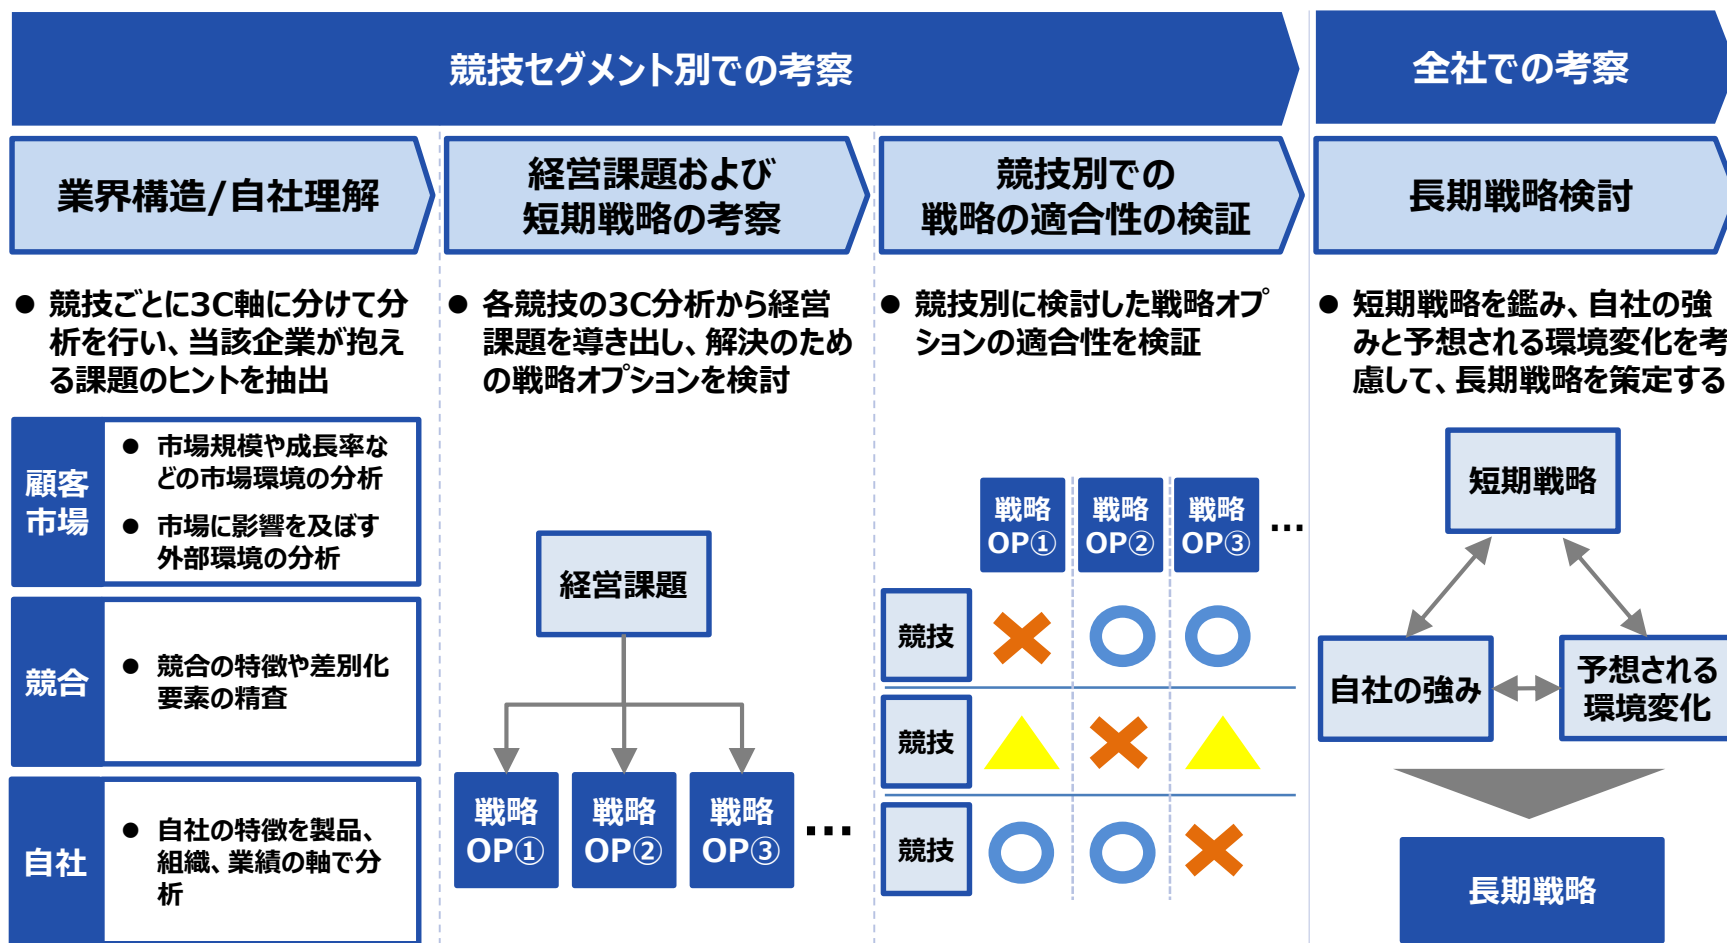 競技セグメント別での考察
全社での考察
業界構造/自社理解
経営課題および
短期戦略の考察
競技別での
戦略の適合性の検証
長期戦略検討
● 競技ごとに3C軸に分けて分
析を行い、当該企業が抱え
る課題のヒントを抽出
● 各競技の3C分析から経営
課題を導き出し、解決のため
の戦略オプションを検討
● 競技別に検討した戦略オプ
ションの適合性を検証
● 短期戦略を鑑み、自社の強
みと予想される環境変化を考
慮して、長期戦略を策定する
顧客
市場
● 市場規模や成長率な
どの市場環境の分析
● 市場に影響を及ぼす
外部環境の分析
競合
● 競合の特徴や差別化
要素の精査
自社
● 自社の特徴を製品、
組織、業績の軸で分
析
経営課題
戦略
OP①
戦略
OP②
戦略
OP③
…
戦略
OP①
戦略
OP②
戦略
OP③
…
競技
競技
競技
短期戦略
自社の強み
予想される
環境変化
長期戦略